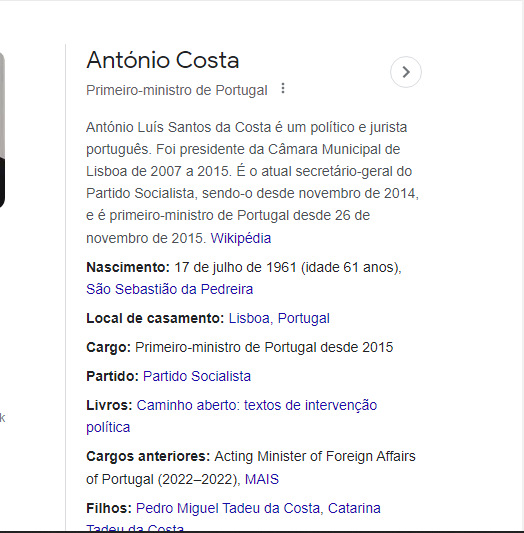 António Costa
Primeiro-ministro de Portugal
António Luís Santos da Costa é um político e jurista
português. Foi presidente da Câmara Municipal de
Lisboa de 2007 a 2015. É o atual secretário-geral do
Partido Socialista, sendo-o desde novembro de 2014,
e é primeiro-ministro de Portugal desde 26 de
novembro de 2015. Wikipédia
Nascimento: 17 de julho de 1961 (idade 61 anos),
São Sebastião da Pedreira
Local de casamento: Lisboa, Portugal
Cargo: Primeiro-ministro de Portugal desde 2015
Partido: Partido Socialista
Livros: Caminho aberto: textos de intervenção
política
k
Cargos anteriores: Acting Minister of Foreign Affairs
of Portugal (2022–2022), MAIS
Filhos: Pedro Miguel Tadeu da Costa, Catarina
Tadeu da Costa